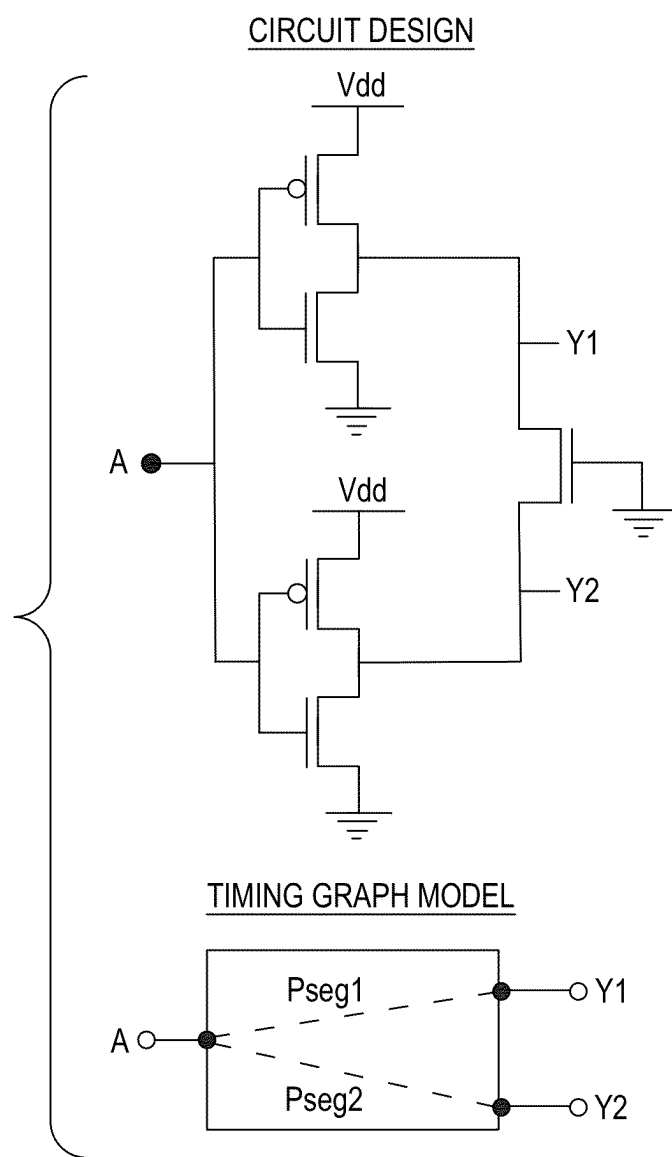 CIRCUIT DESIGN
Vdd
Y1
A
Vdd
Y2
TIMING GRAPH MODEL
Pseg1
Y1
A
Pseg2
Y2